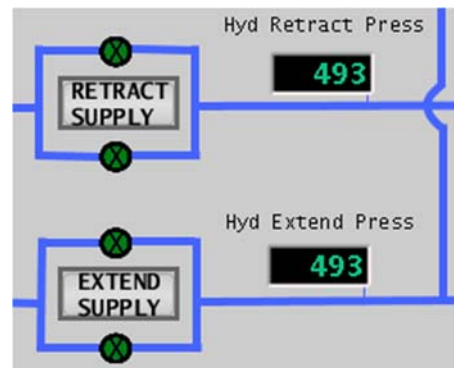 Hyd Retract Press
493
RETRACT
SUPPLY
Hyd Extend Press
493
EXTEND
SUPPLY